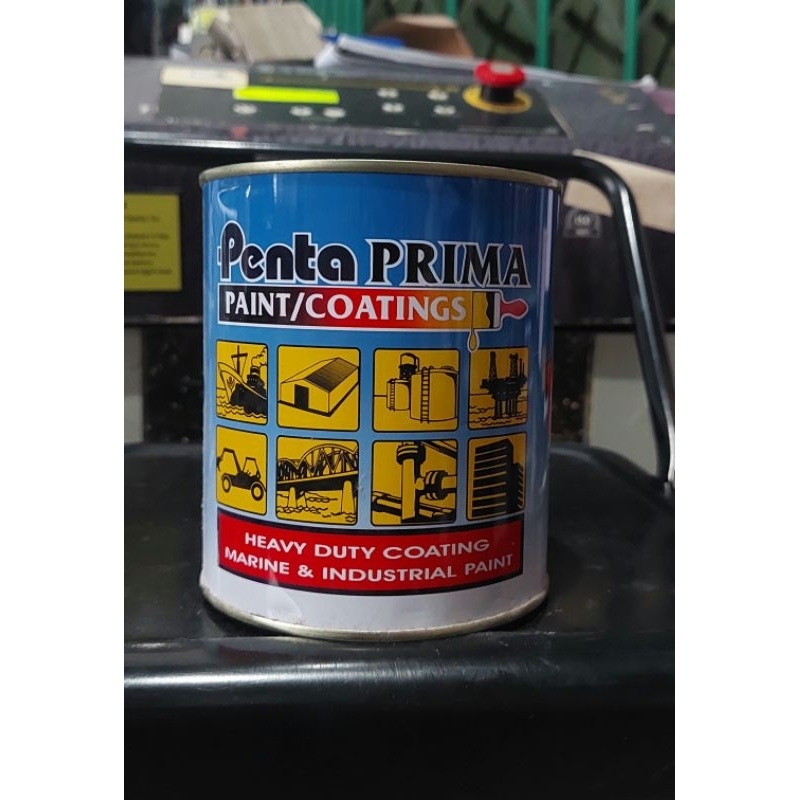 Penta PRIMA
PAINT/COATINGS
HEAVY DUTY COATING
MARINE & INDUSTRIAL PAINT